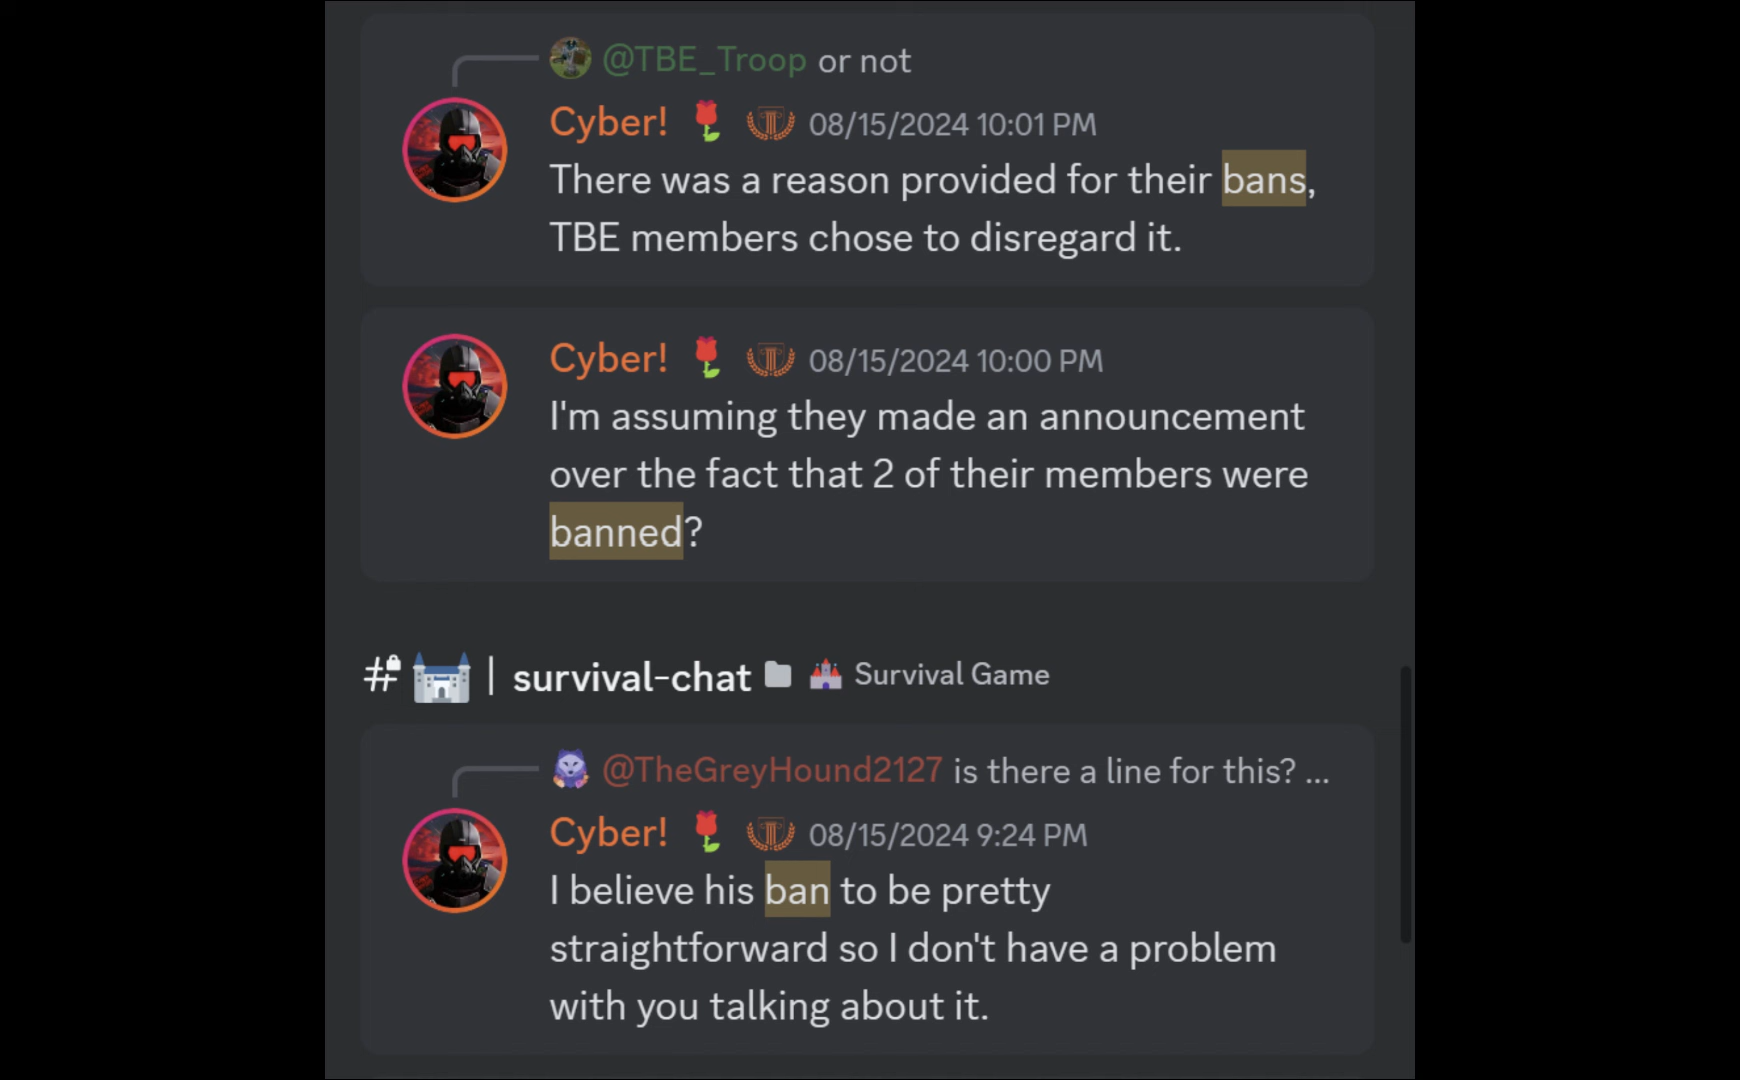 @TBE_Troop or not
Cyber! 08/15/2024 10:01 PM
There was a reason provided for their bans,
TBE members chose to disregard it.
Cyber! 08/15/2024 10:00 PM
I'm assuming they made an announcement
over the fact that 2 of their members were
banned?
# | survival-chat Survival Game
@TheGreyHound2127 is there a line for this? ...
Cyber! 08/15/2024 9:24 PM
I believe his ban to be pretty
straightforward so I don't have a problem
with you talking about it.